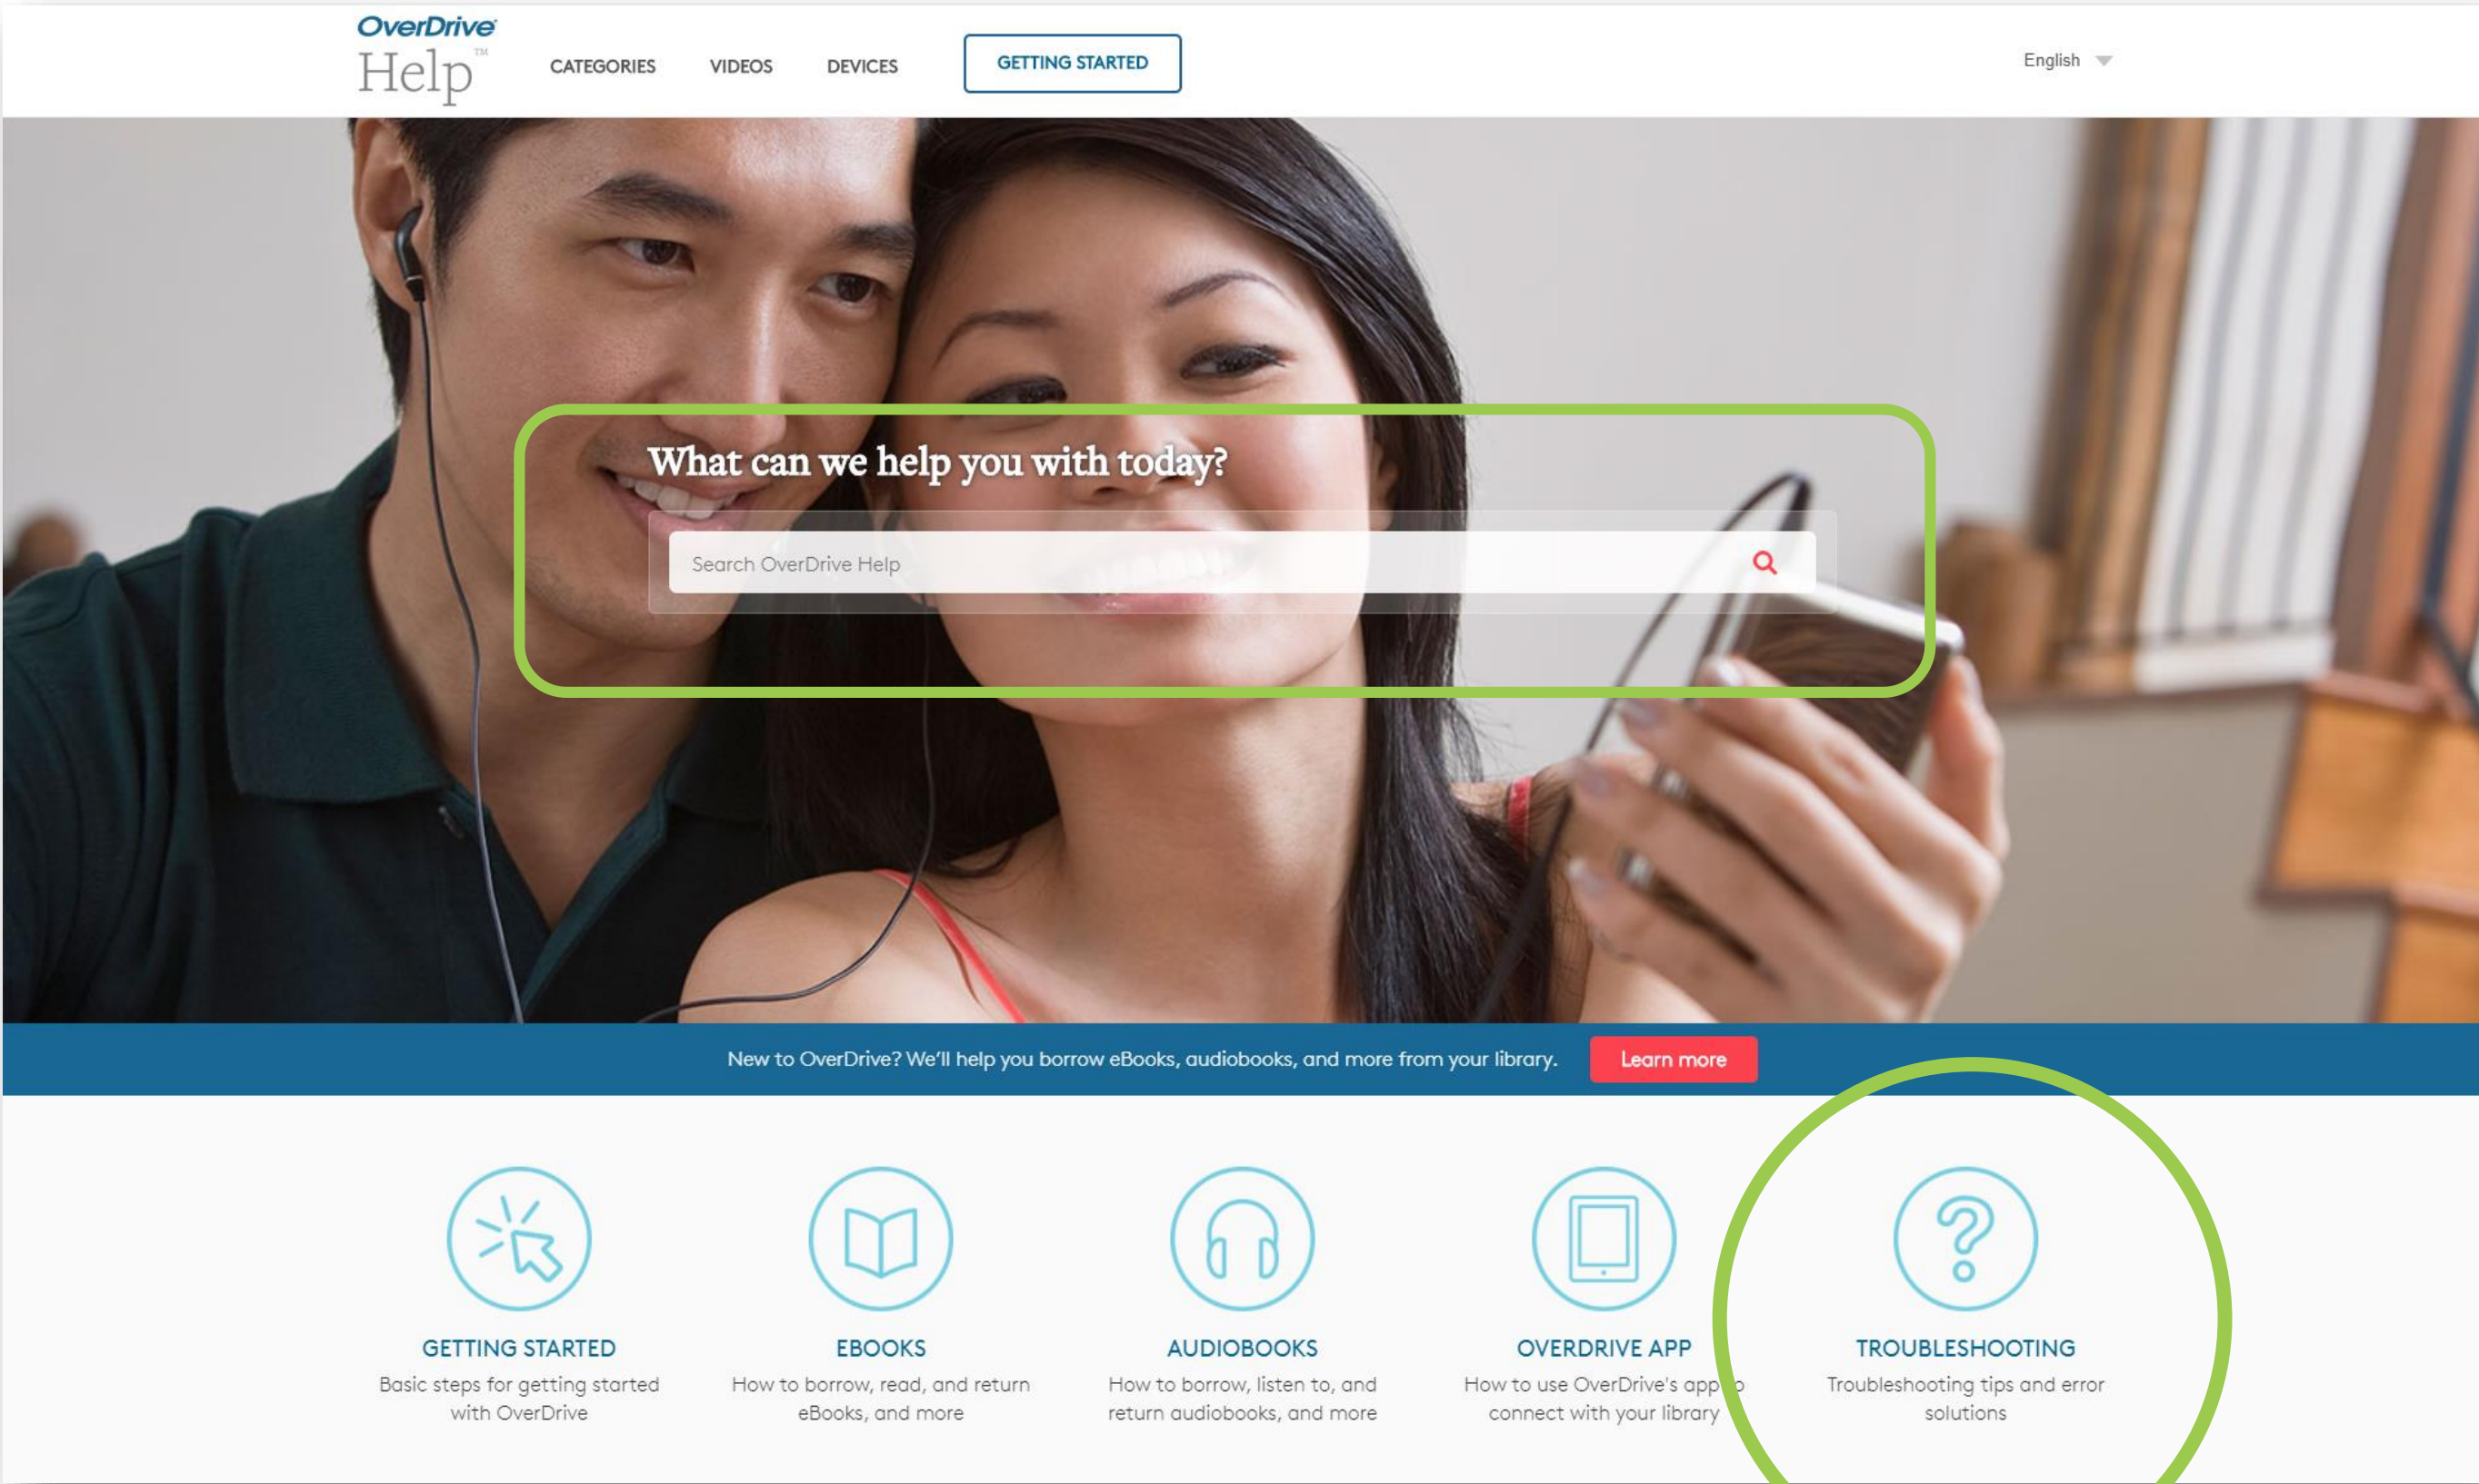 OverDrive
Help™
CATEGORIES
VIDEOS
DEVICES
GETTING STARTED
English
What can we help you with today?
Search OverDrive Help
New to OverDrive? We'll help you borrow eBooks, audiobooks, and more from your library.
Learn more
GETTING STARTED
Basic steps for getting started
with OverDrive
EBOOKS
How to borrow, read, and return
eBooks, and more
AUDIOBOOKS
How to borrow, listen to, and
return audiobooks, and more
OVERDRIVE APP
How to use OverDrive's app
connect with your library
TROUBLESHOOTING
Troubleshooting tips and error
solutions